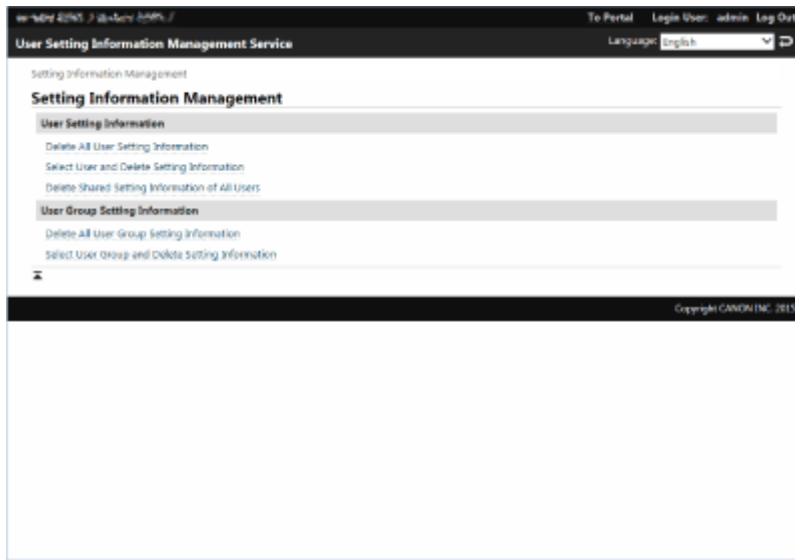 To Portal Login User: admin Log Out
User Setting Information Management Service Language: English
Setting Information Management
Setting Information Management
User Setting Information
Delete All User Setting Information
Select User and Delete Setting Information
Delete Shared Setting Information of All Users
User Group Setting Information
Delete All User Group Setting Information
Select User Group and Delete Setting Information
Copyright CANON INC. 2015